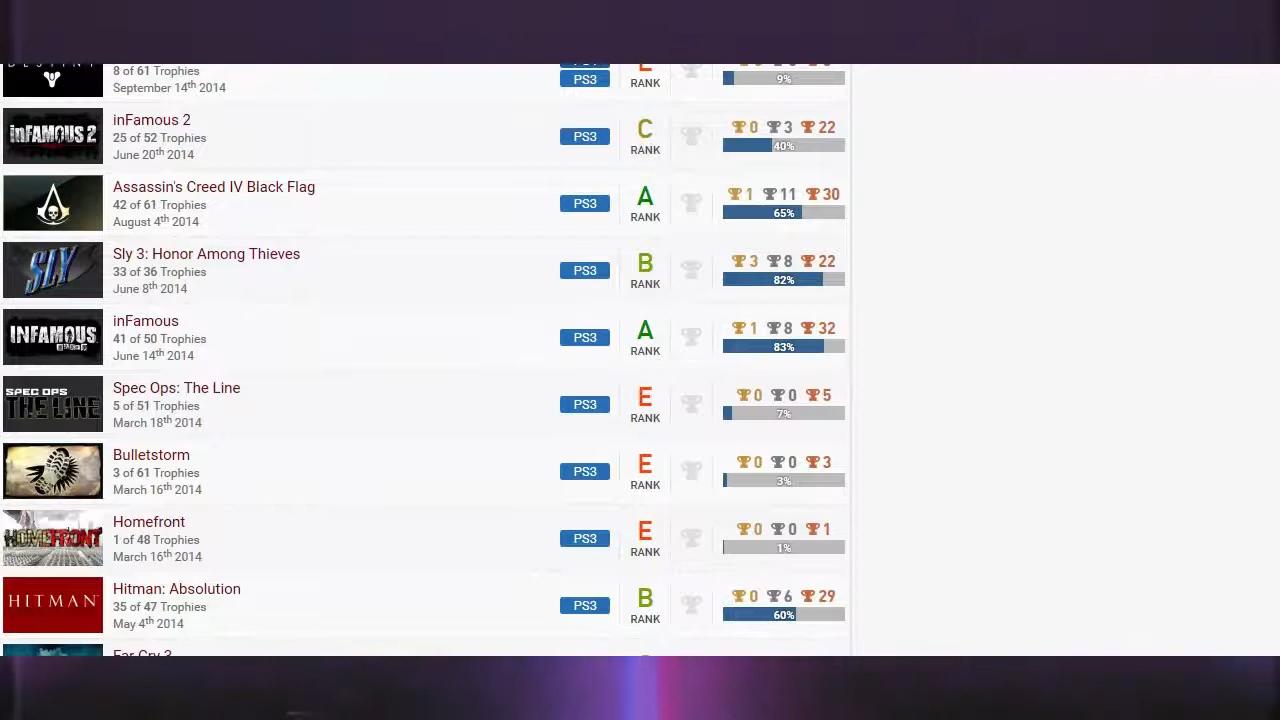 DESTINY
8 of 61 Trophies
September 14th 2014
PS3
RANK
9%
inFAMOUS 2
inFamous 2
25 of 52 Trophies
June 20th 2014
PS3
C
RANK
0 3 22
40%
Assassin's Creed IV Black Flag
42 of 61 Trophies
August 4th 2014
PS3
A
RANK
1 11 30
65%
SLY
Sly 3: Honor Among Thieves
33 of 36 Trophies
June 8th 2014
PS3
B
RANK
3 8 22
82%
INFAMOUS
inFamous
41 of 50 Trophies
June 14th 2014
PS3
A
RANK
1 8 32
83%
SPEC OPS
THE LINE
Spec Ops: The Line
5 of 51 Trophies
March 18th 2014
PS3
E
RANK
0 0 5
7%
Bulletstorm
3 of 61 Trophies
March 16th 2014
PS3
E
RANK
0 0 3
3%
HOMEFRONT
Homefront
1 of 48 Trophies
March 16th 2014
PS3
E
RANK
0 0 1
1%
HITMAN
Hitman: Absolution
35 of 47 Trophies
May 4th 2014
PS3
B
RANK
0 6 29
60%
Far Cry 3